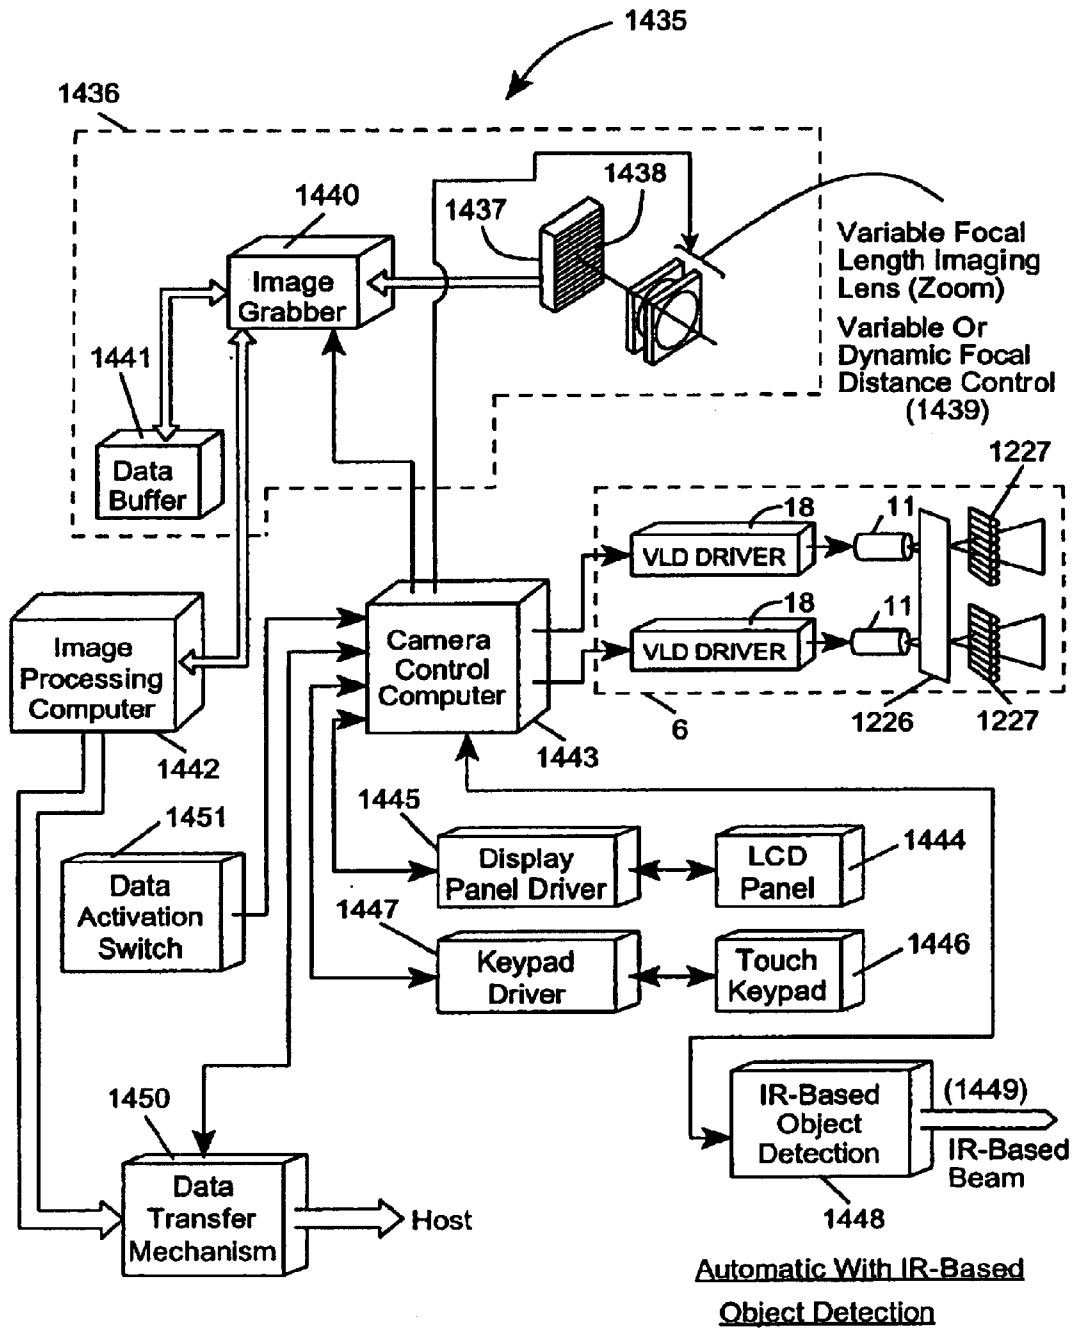 1435
1436
1440
1437
1438
Image
Grabber
Variable Focal
Length Imaging
Lens (Zoom)
Variable Or
Dynamic Focal
Distance Control
(1439)
1441
Data
Buffer
1227
18
11
VLD DRIVER
18
11
VLD DRIVER
Camera
Control
Computer
Image
Processing
Computer
6
1226
1227
1442
1443
1451
Data
Activation
Switch
1445
Display
Panel Driver
LCD
Panel
1444
1447
Keypad
Driver
Touch
Keypad
1446
1450
Data
Transfer
Mechanism
Host
IR-Based
Object
Detection
(1449)
IR-Based
Beam
1448
Automatic With IR-Based
Object Detection